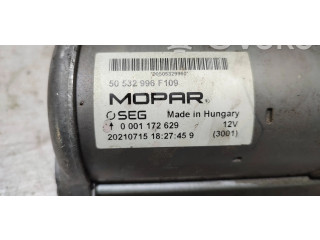 *00505329960*
50 532 996 F109
MOPAR
SEG Made in Hungary
0 001 172 629 12V
20210715 18:27:45 9 (3001)